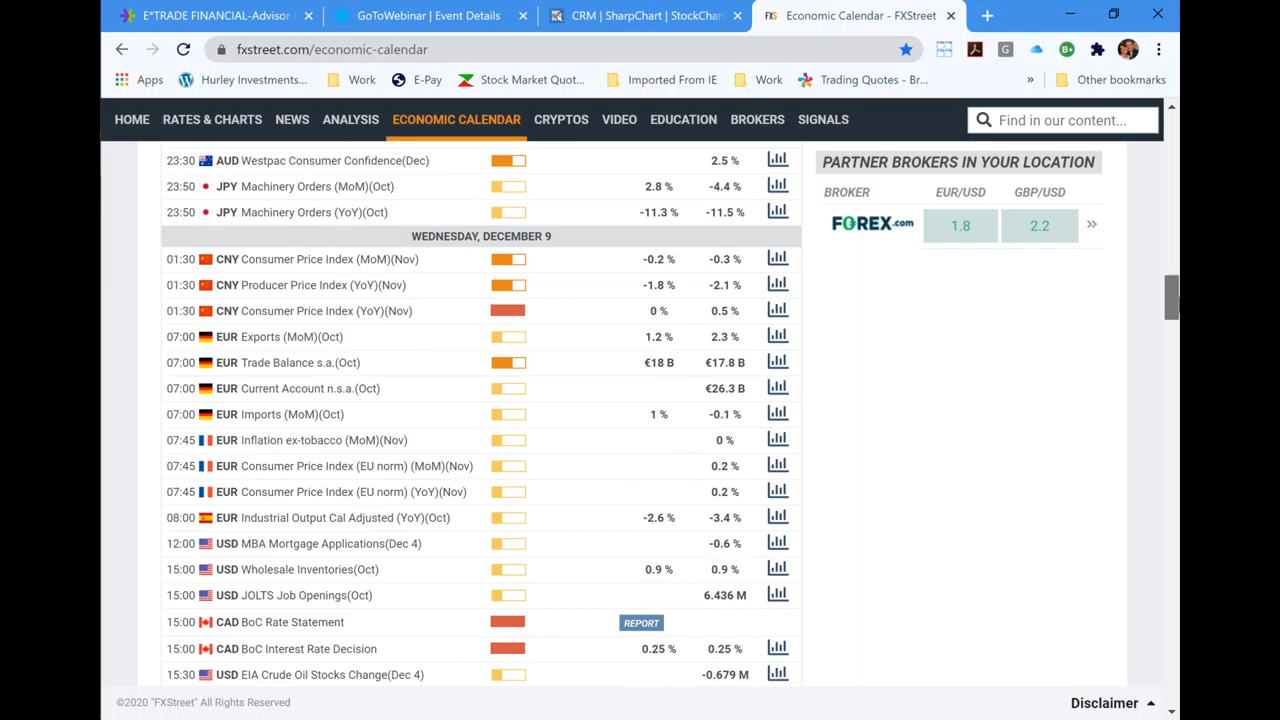 E*TRADE FINANCIAL-Advisor
GoToWebinar | Event Details
CRM | SharpChart | StockChar
FXS Economic Calendar - FXStreet
fxstreet.com/economic-calendar
Apps Hurley Investments... Work E-Pay Stock Market Quot... Imported From IE Work Trading Quotes - Br... » Other bookmarks
HOME RATES & CHARTS NEWS ANALYSIS ECONOMIC CALENDAR CRYPTOS VIDEO EDUCATION BROKERS SIGNALS Find in our content...
23:30 AUD Westpac Consumer Confidence(Dec) 2.5 %
23:50 JPY Machinery Orders (MoM)(Oct) 2.8 % -4.4 %
23:50 JPY Machinery Orders (YoY)(Oct) -11.3 % -11.5 %
WEDNESDAY, DECEMBER 9
01:30 CNY Consumer Price Index (MoM)(Nov) -0.2 % -0.3 %
01:30 CNY Producer Price Index (YoY)(Nov) -1.8 % -2.1 %
01:30 CNY Consumer Price Index (YoY)(Nov) 0 % 0.5 %
07:00 EUR Exports (MoM)(Oct) 1.2 % 2.3 %
07:00 EUR Trade Balance s.a.(Oct) €18 B €17.8 B
07:00 EUR Current Account n.s.a.(Oct) €26.3 B
07:00 EUR Imports (MoM)(Oct) 1 % -0.1 %
07:45 EUR Inflation ex-tobacco (MoM)(Nov) 0 %
07:45 EUR Consumer Price Index (EU norm) (MoM)(Nov) 0.2 %
07:45 EUR Consumer Price Index (EU norm) (YoY)(Nov) 0.2 %
08:00 EUR Industrial Output Cal Adjusted (YoY)(Oct) -2.6 % -3.4 %
12:00 USD MBA Mortgage Applications(Dec 4) -0.6 %
15:00 USD Wholesale Inventories(Oct) 0.9 % 0.9 %
15:00 USD JOLTS Job Openings(Oct) 6.436 M
15:00 CAD BoC Rate Statement REPORT
15:00 CAD BoC Interest Rate Decision 0.25 % 0.25 %
15:30 USD EIA Crude Oil Stocks Change(Dec 4) -0.679 M
PARTNER BROKERS IN YOUR LOCATION
BROKER EUR/USD GBP/USD
FOREX.com 1.8 2.2 »
©2020 "FXStreet" All Rights Reserved
Disclaimer